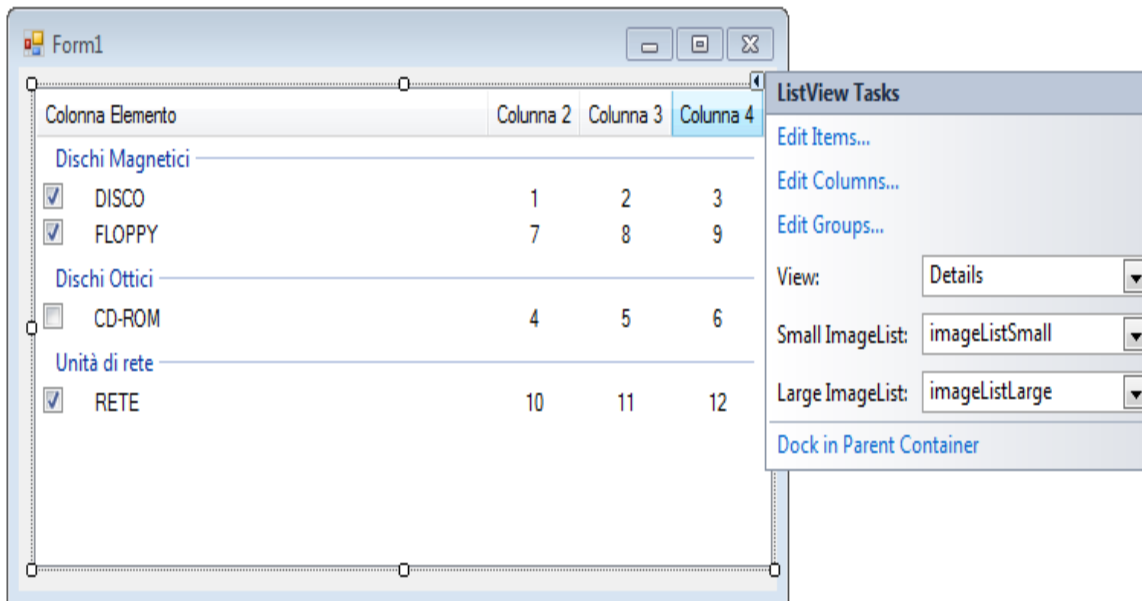 Form1
Colonna Elemento Colunna 2 Colunna 3 Colunna 4
Dischi Magnetici
DISCO 1 2 3
FLOPPY 7 8 9
Dischi Ottici
CD-ROM 4 5 6
Unità di rete
RETE 10 11 12
ListView Tasks
Edit Items...
Edit Columns...
Edit Groups...
View: Details
Small ImageList: imageListSmall
Large ImageList: imageListLarge
Dock in Parent Container